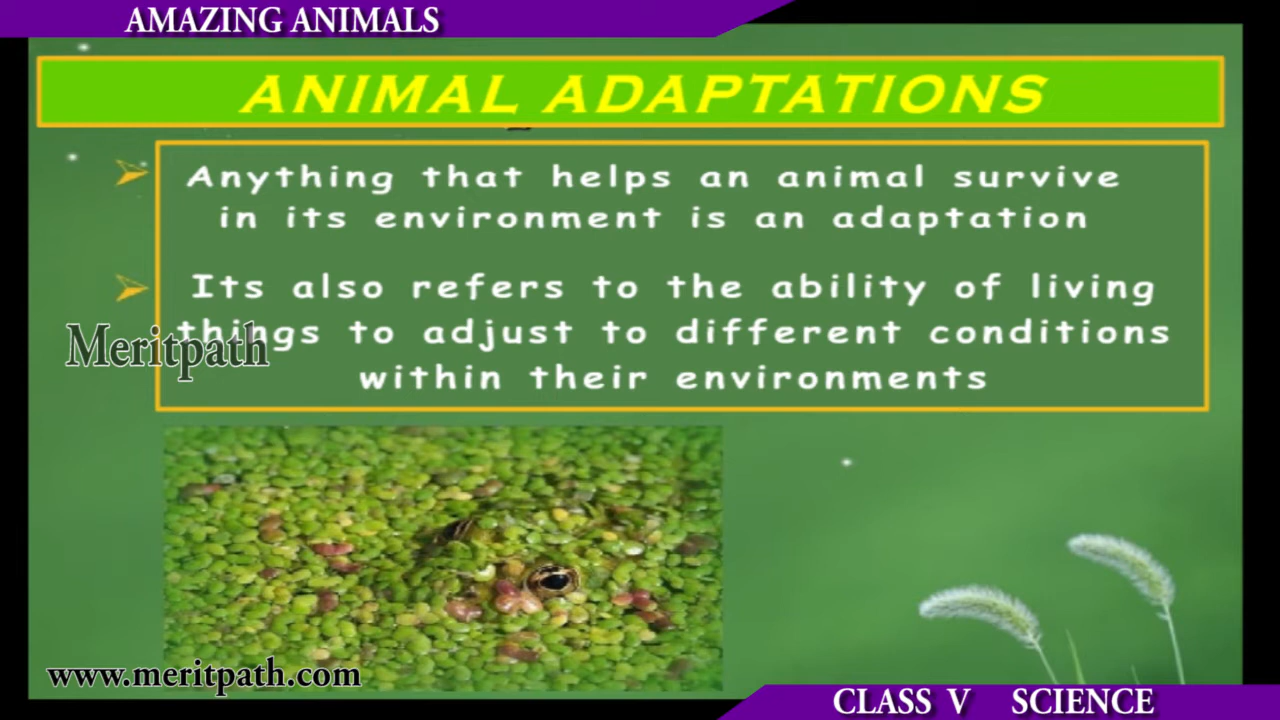 AMAZING ANIMALS
ANIMAL ADAPTATIONS
Anything that helps an animal survive
in its environment is an adaptation
Its also refers to the ability of living
things to adjust to different conditions
within their environments
Meritpath
www.meritpath.com
CLASS V SCIENCE